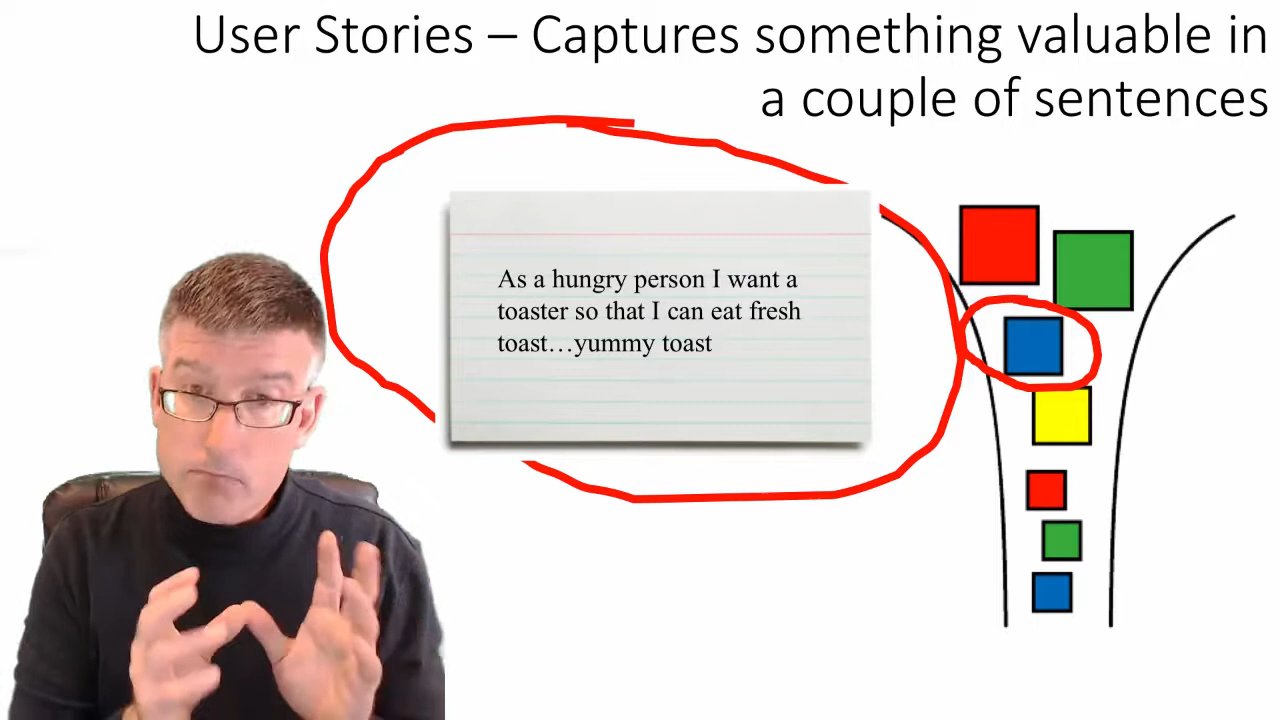 User Stories – Captures something valuable in
a couple of sentences
As a hungry person I want a
toaster so that I can eat fresh
toast…yummy toast